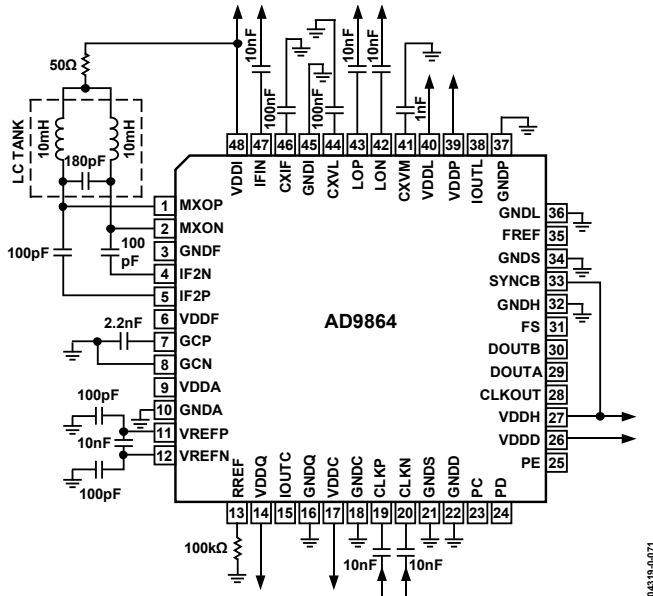 10nF
100nF
100nF
10nF
10nF
1nF
50Ω
LC TANK
10mH
10mH
180pF
48 47 46 45 44 43 42 41 40 39 38 37
VDDI
IFIN
CXIF
GNDI
CXVL
LOP
LON
CXVM
VDDL
VDDP
IOUTL
GNDP
1 MXOP
2 MXON
3 GNDF
4 IF2N
5 IF2P
6 VDDF
7 GCP
8 GCN
9 VDDA
10 GNDA
11 VREFP
12 VREFN
100pF
100
pF
2.2nF
100pF
10nF
100pF
AD9864
GNDL 36
FREF 35
GNDS 34
SYNCB 33
GNDH 32
FS 31
DOUTB 30
DOUTA 29
CLKOUT 28
VDDH 27
VDDD 26
PE 25
RREF
VDDQ
IOUTC
GNDQ
VDDC
GNDC
CLKP
CLKN
GNDS
GNDD
PC
PD
13 14 15 16 17 18 19 20 21 22 23 24
100kΩ
10nF
10nF
04319-0-071